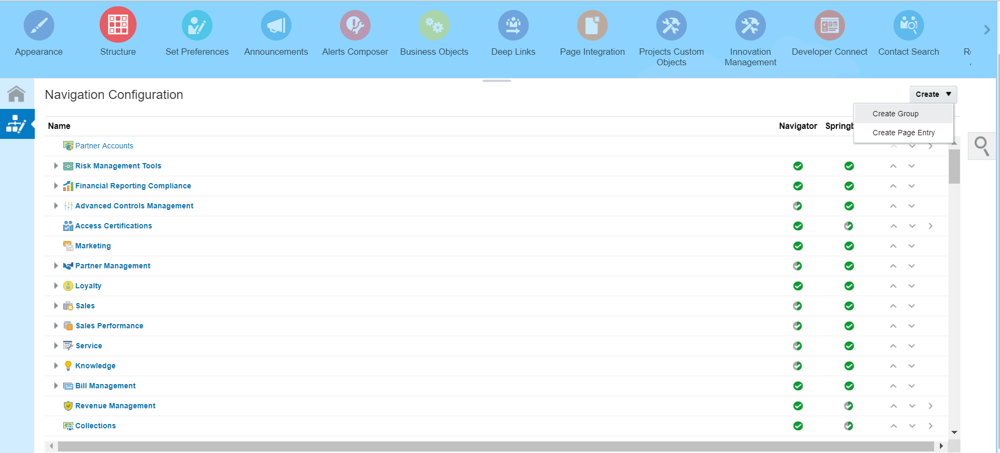 Appearance
Structure
Set Preferences
Announcements
Alerts Composer
Business Objects
Deep Links
Page Integration
Projects Custom
Objects
Innovation
Management
Developer Connect
Contact Search
Navigation Configuration
Create
Create Group
Create Page Entry
Name
Navigator
Partner Accounts
Risk Management Tools
Financial Reporting Compliance
Advanced Controls Management
Access Certifications
Marketing
Partner Management
Loyalty
Sales
Sales Performance
Service
Knowledge
Bill Management
Revenue Management
Collections